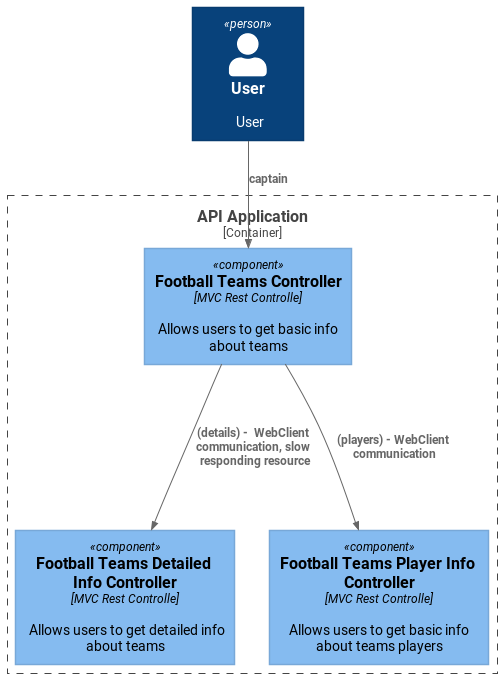 «person»
User
User
captain
API Application
[Container]
«component»
Football Teams Controller
[MVC Rest Controlle]
Allows users to get basic info
about teams
(details) - WebClient
communication, slow
responding resource
(players) - WebClient
communication
«component»
Football Teams Detailed
Info Controller
[MVC Rest Controlle]
Allows users to get detailed info
about teams
«component»
Football Teams Player Info
Controller
[MVC Rest Controlle]
Allows users to get basic info
about teams players